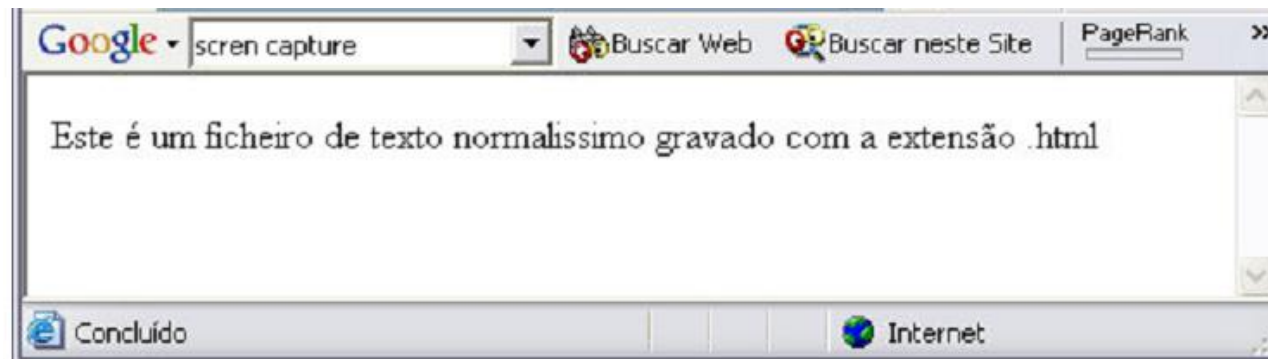 Google scren capture Buscar Web Buscar neste Site PageRank »
Este é um ficheiro de texto normalissimo gravado com a extensão .html
Concluído Internet